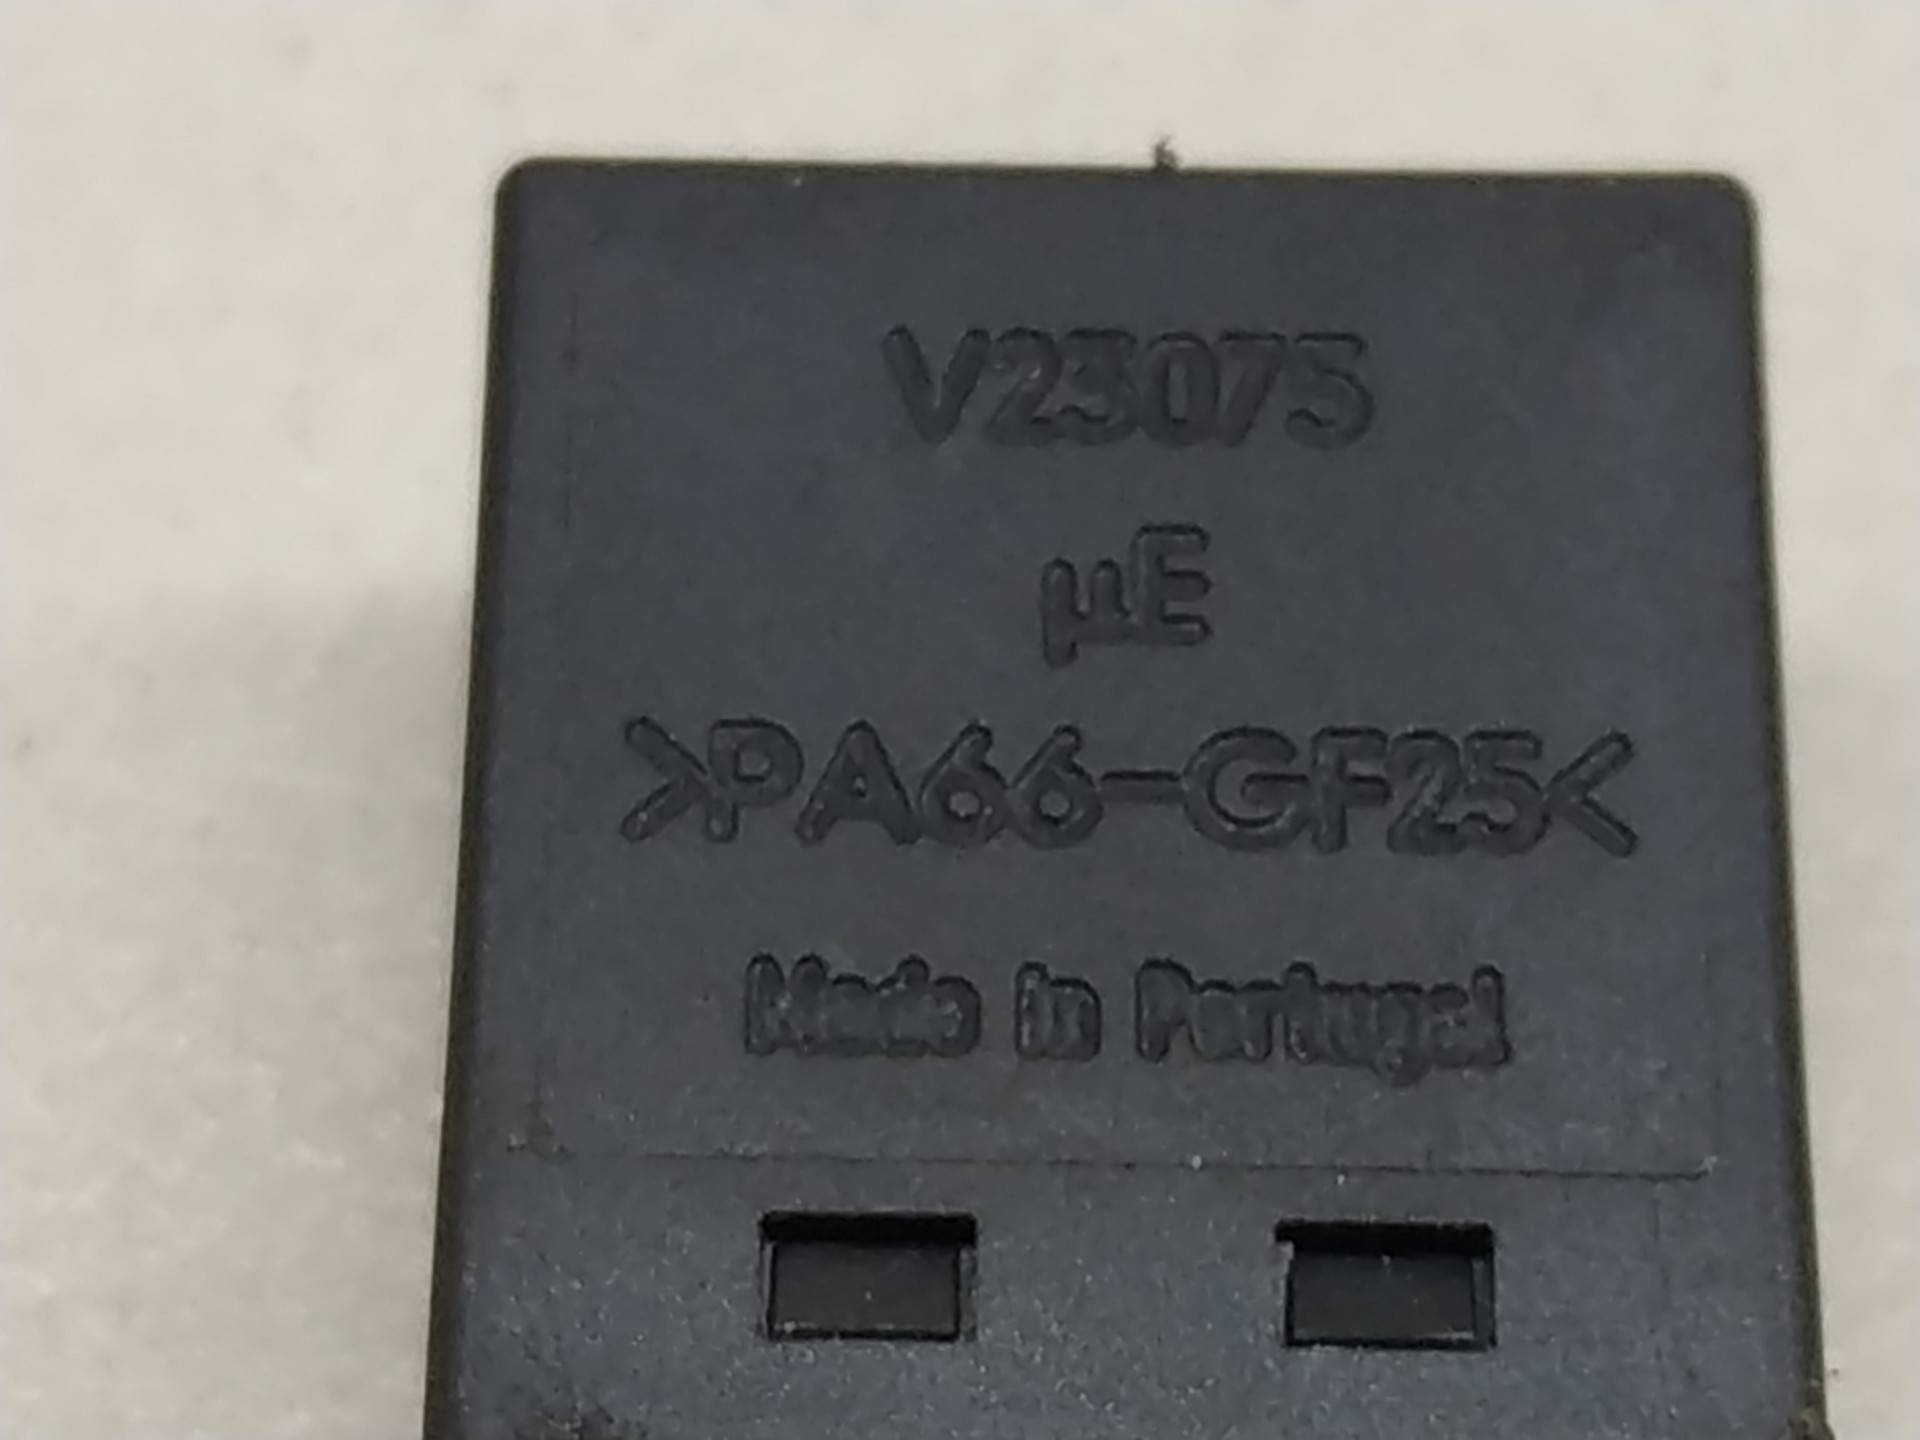 V23075
µE
>PA66-GF25<
Made in Portugal